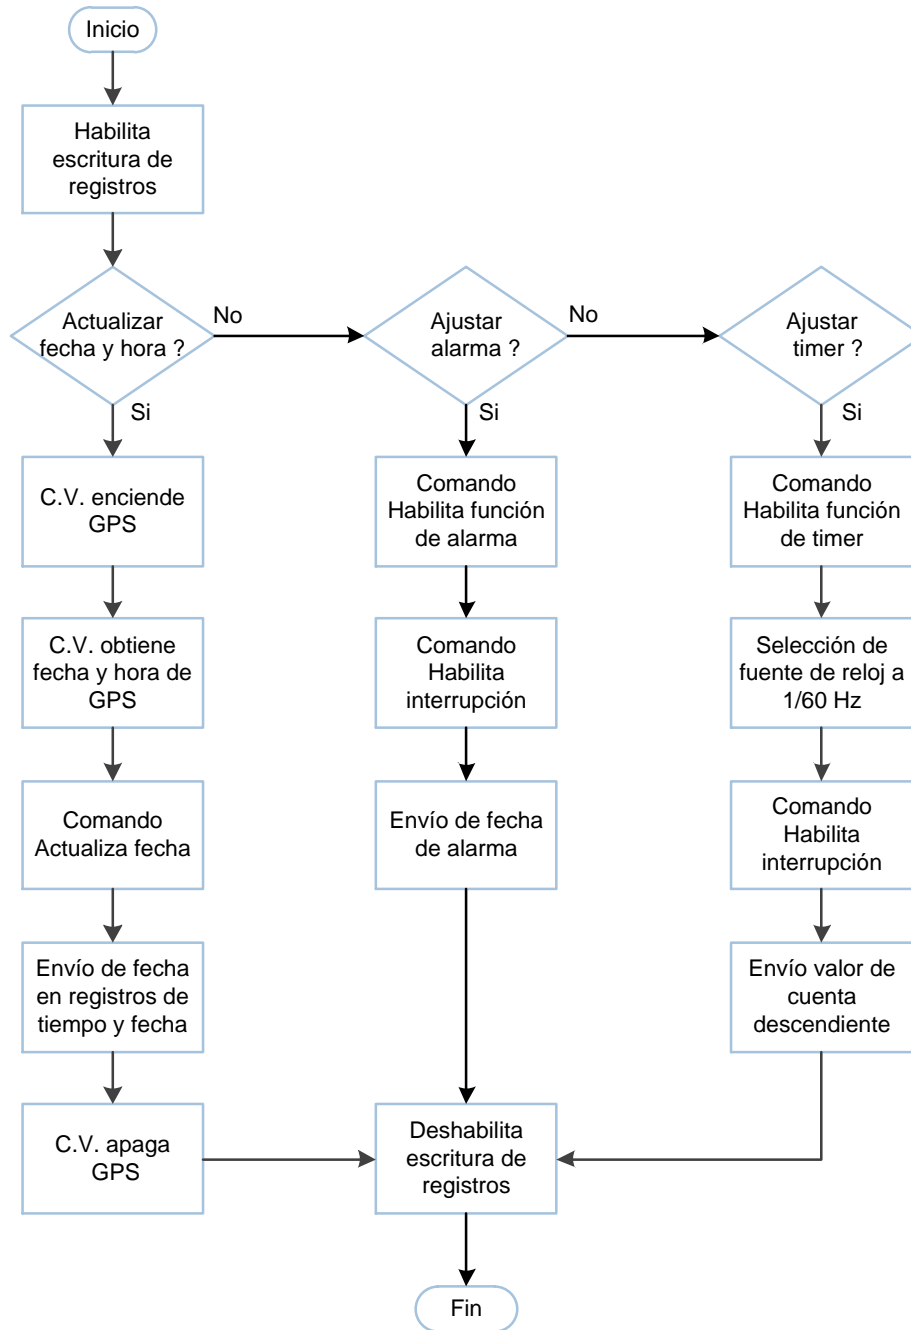 Inicio
Habilita
escritura de
registros
Actualizar
fecha y hora ?
No
Si
Ajustar
alarma ?
No
Si
Ajustar
timer ?
Si
C.V. enciende
GPS
C.V. obtiene
fecha y hora de
GPS
Comando
Actualiza fecha
Envío de fecha
en registros de
tiempo y fecha
C.V. apaga
GPS
Comando
Habilita función
de alarma
Comando
Habilita
interrupción
Envío de fecha
de alarma
Comando
Habilita función
de timer
Selección de
fuente de reloj a
1/60 Hz
Comando
Habilita
interrupción
Envío valor de
cuenta
descendiente
Deshabilita
escritura de
registros
Fin